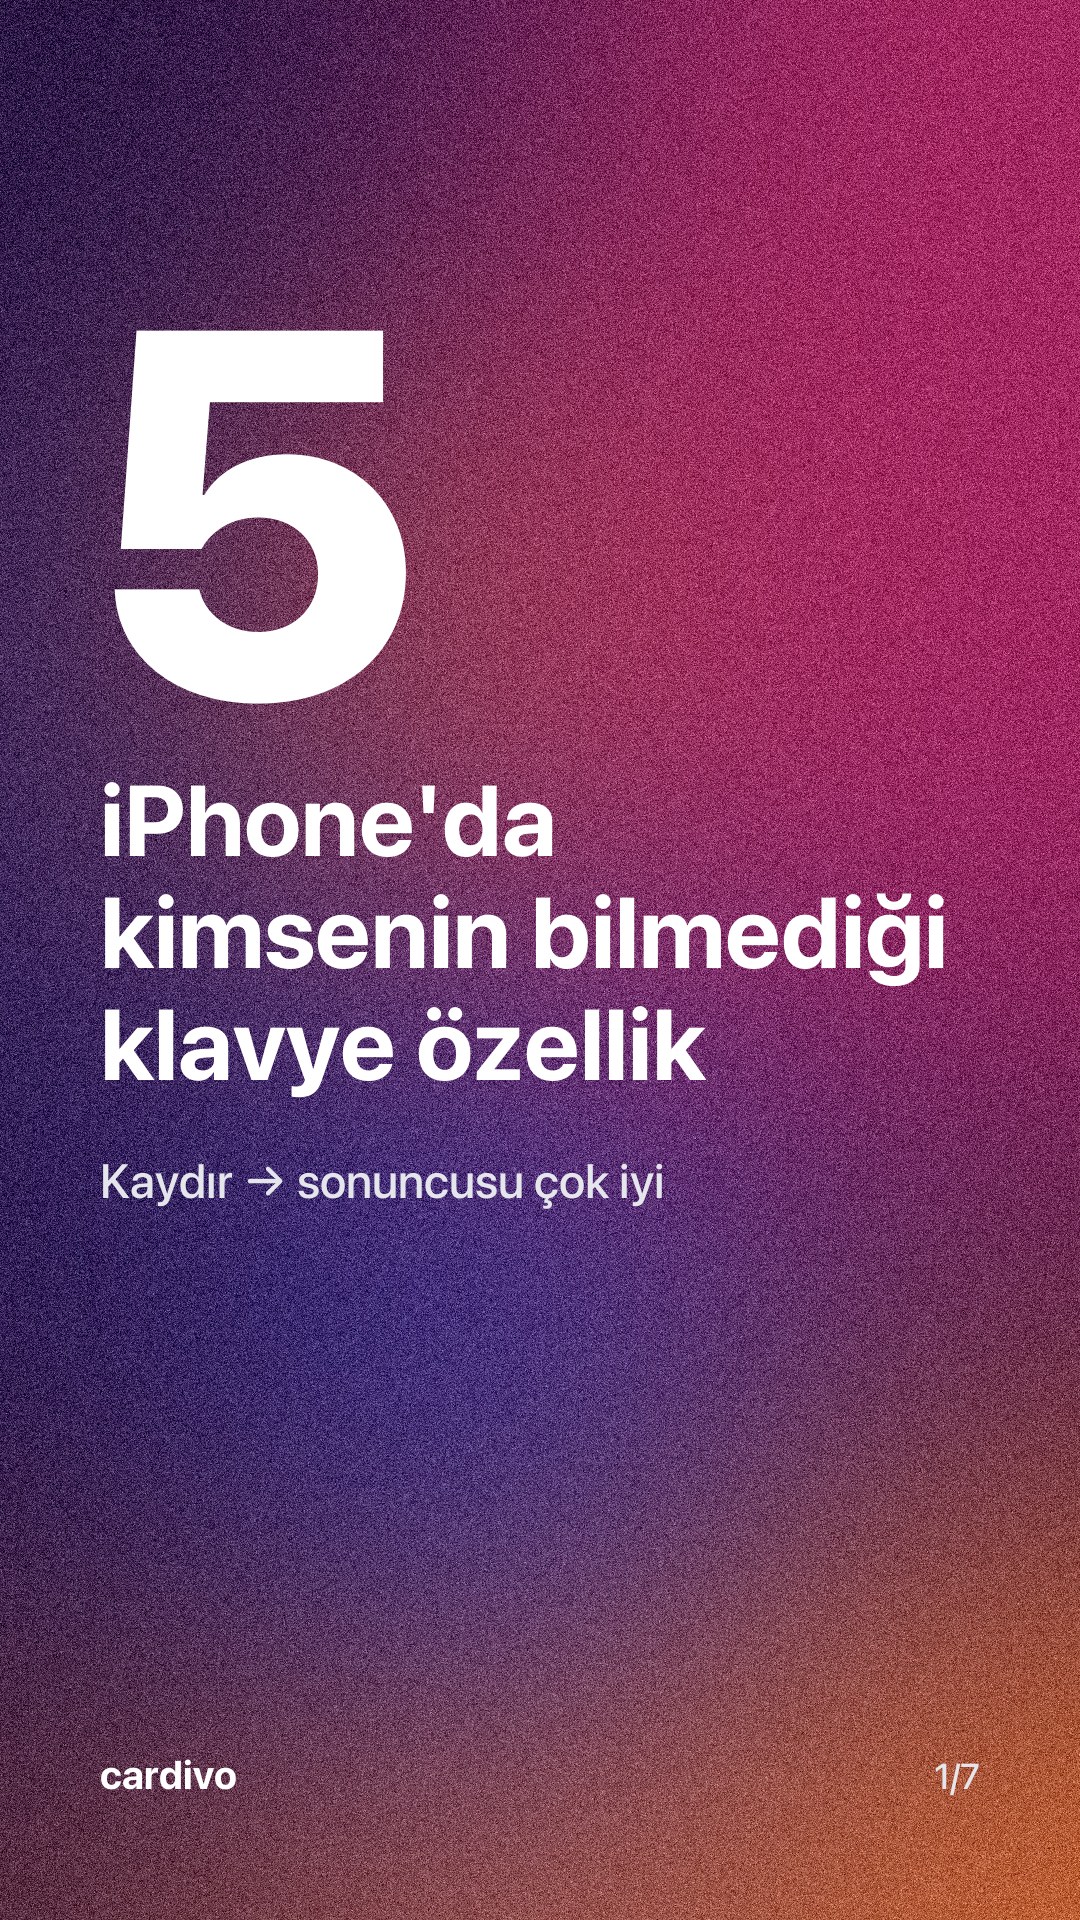 5
iPhone'da
kimsenin bilmediği
klavye özellik
Kaydır → sonuncusu çok iyi
cardivo
1/7